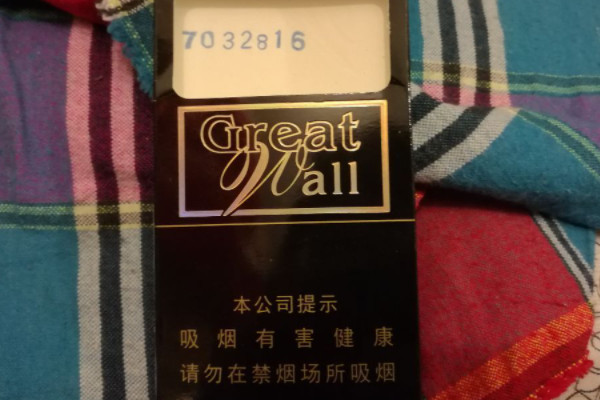 7032816
Great
Wall
本公司提示
吸烟有害健康
请勿在禁烟场所吸烟